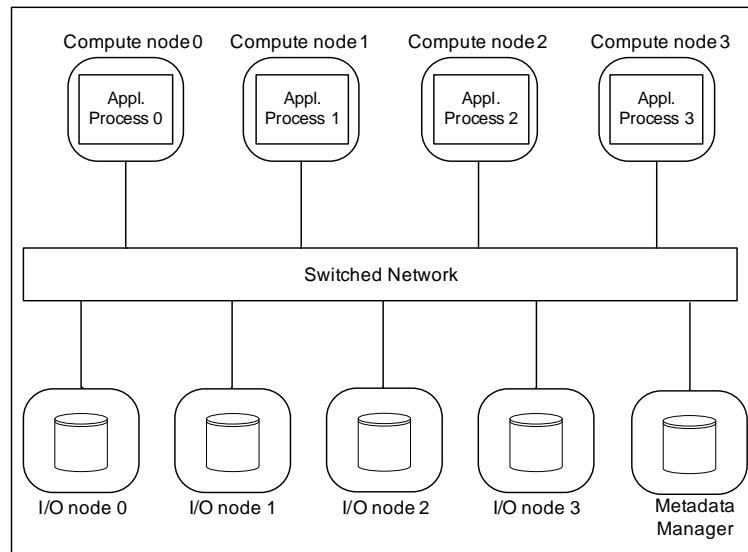 Compute node 0 Compute node 1 Compute node 2 Compute node 3
Appl. Appl. Appl. Appl.
Process 0 Process 1 Process 2 Process 3
Switched Network
I/O node 0 I/O node 1 I/O node 2 I/O node 3 Metadata
Manager